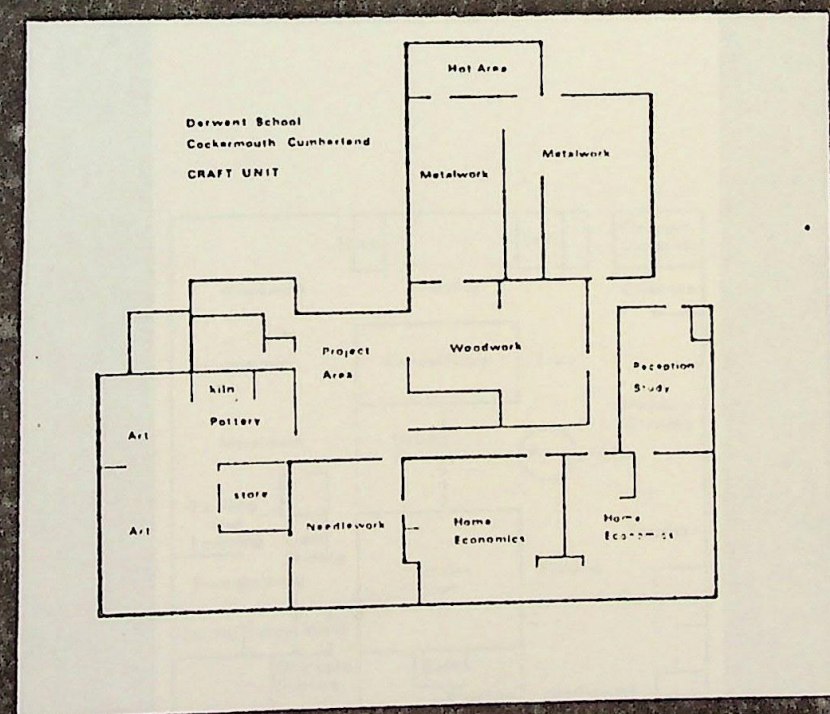 Hot Area
Derwent School
Cockermouth Cumberland
CRAFT UNIT
Metalwork
Metalwork
Project
Area
Woodwork
Reception
Study
kiln
Pottery
Art
store
Art
Needlework
Home
Economics
Home
Economics